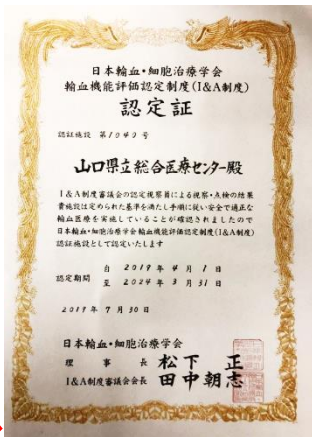 日本輸血・細胞治療学会
輸血機能評価認定制度(I&A制度)
認定証
認証施設 第1040号
山口県立総合医療センター殿
I&A制度審議会の認定視察員による視察・点検の結果
貴施設は定められた基準を満たし手順に従い安全で適正な
輸血医療を実施していることが確認されましたので
日本輸血・細胞治療学会輸血機能評価認定制度(I&A制度)
認証施設として認定いたします
認定期間 自 2019年4月1日
至 2024年3月31日
2019年7月30日
日本輸血・細胞治療学会
理事長 松下 正
I&A制度審議会会長 田中朝志